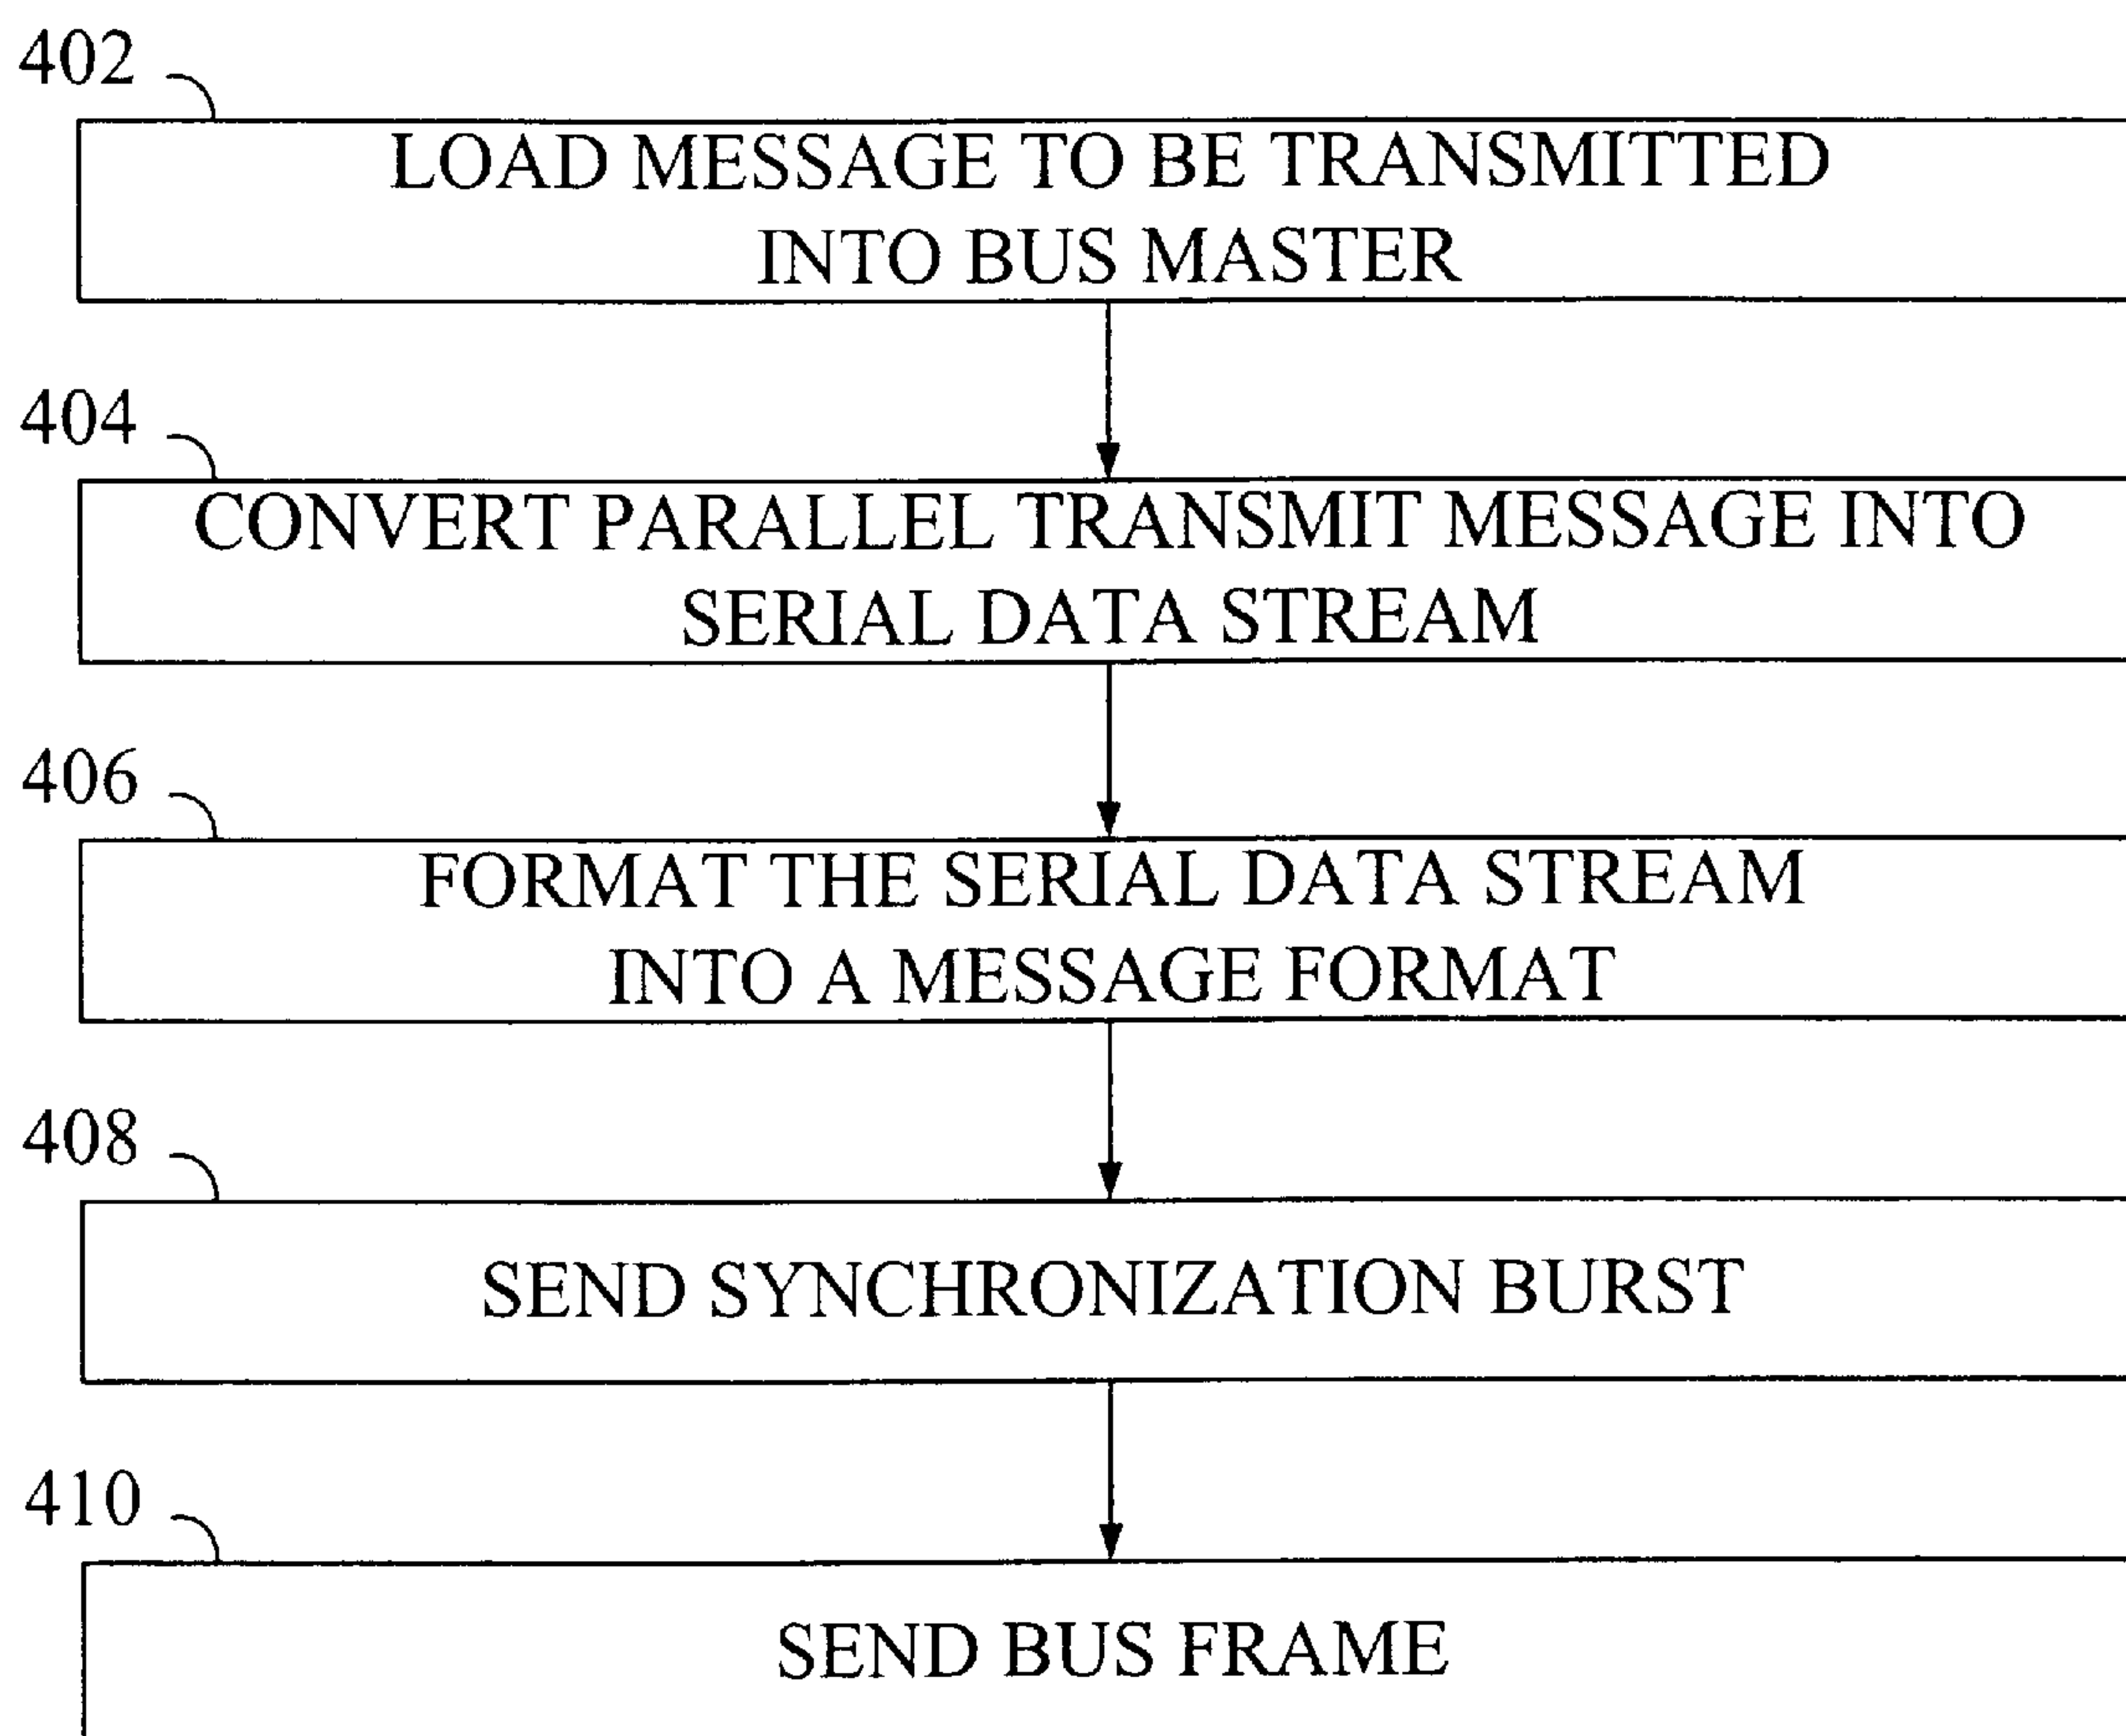 402
LOAD MESSAGE TO BE TRANSMITTED
INTO BUS MASTER
404
CONVERT PARALLEL TRANSMIT MESSAGE INTO
SERIAL DATA STREAM
406
FORMAT THE SERIAL DATA STREAM
INTO A MESSAGE FORMAT
408
SEND SYNCHRONIZATION BURST
410
SEND BUS FRAME